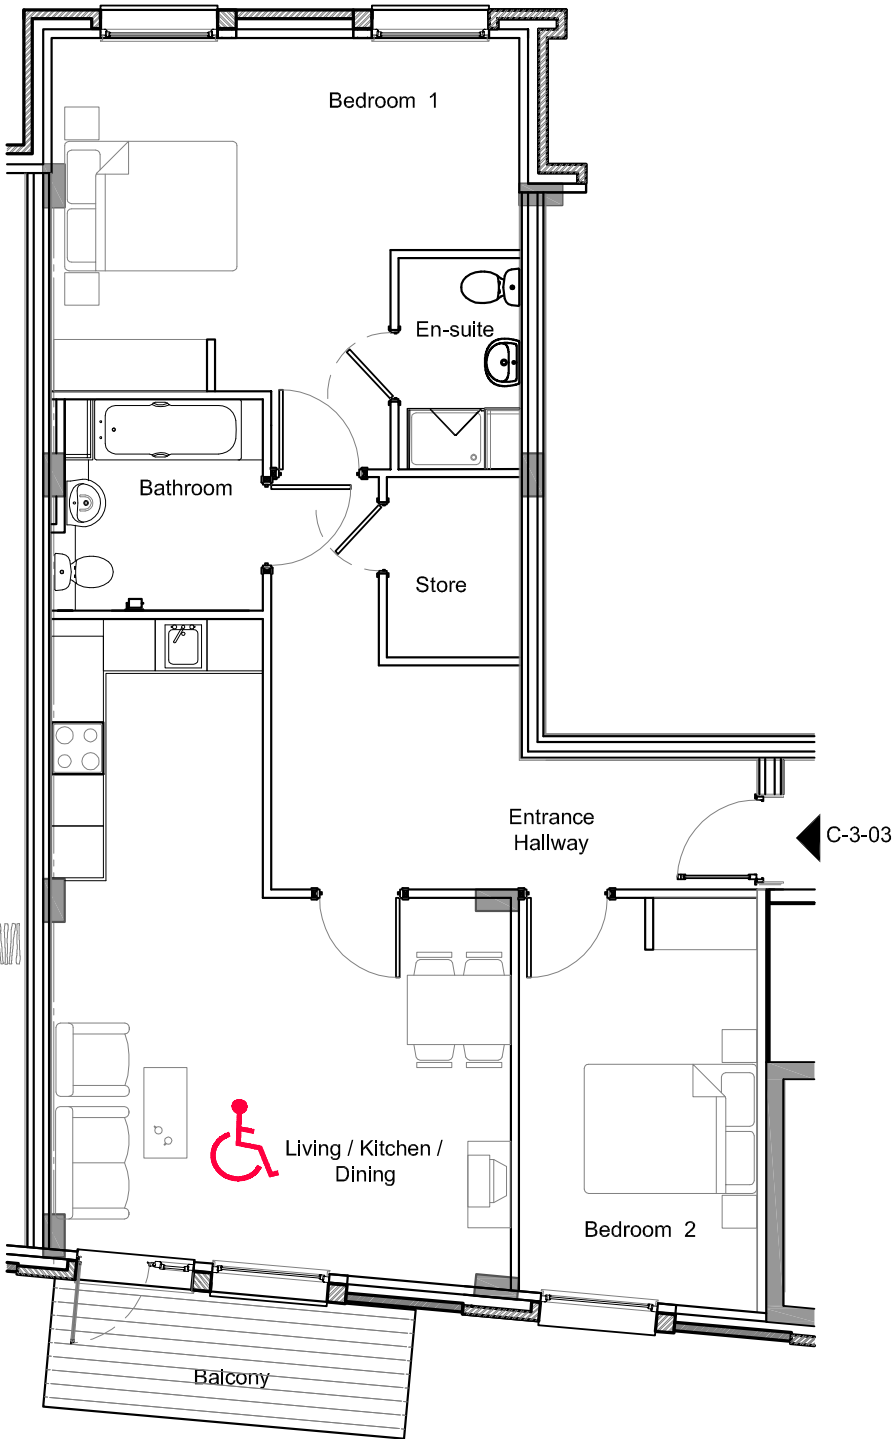 Bedroom 1
En-suite
Bathroom
Store
Entrance
Hallway
C-3-03
Living / Kitchen /
Dining
Bedroom 2
Balcony